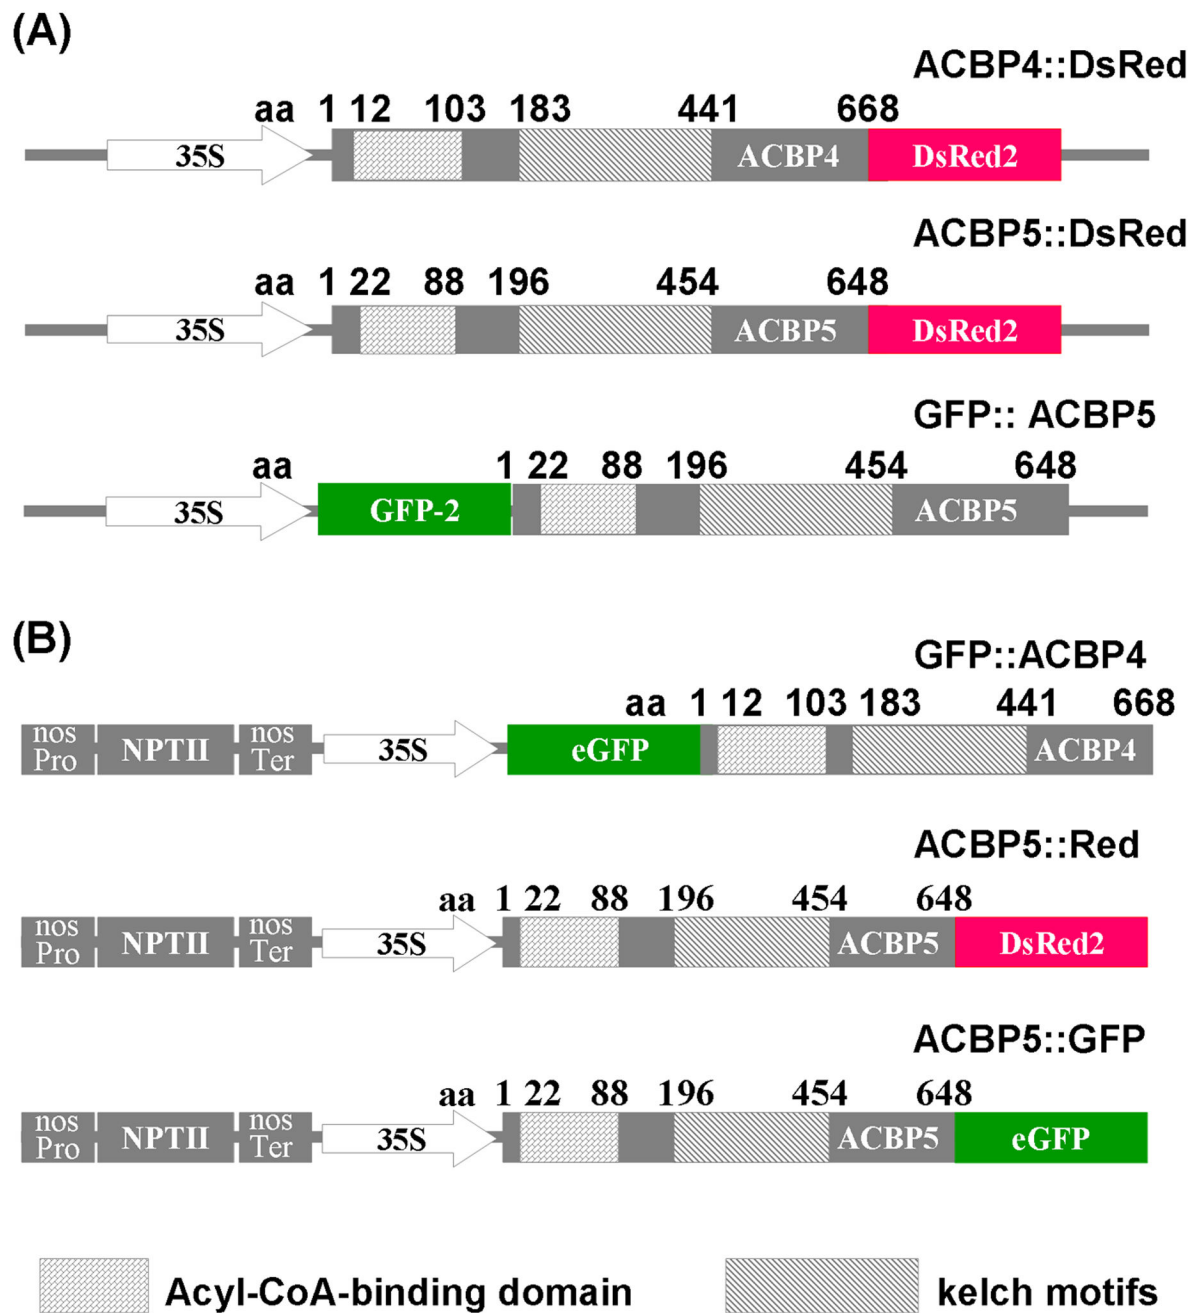 (A)
ACBP4::DsRed
aa 1 12 103 183 441 668
35S ACBP4 DsRed2
ACBP5::DsRed
aa 1 22 88 196 454 648
35S ACBP5 DsRed2
GFP:: ACBP5
aa 1 22 88 196 454 648
35S GFP-2 ACBP5
(B)
GFP::ACBP4
aa 1 12 103 183 441 668
nos Pro NPTII nos Ter 35S eGFP ACBP4
ACBP5::Red
aa 1 22 88 196 454 648
nos Pro NPTII nos Ter 35S ACBP5 DsRed2
ACBP5::GFP
aa 1 22 88 196 454 648
nos Pro NPTII nos Ter 35S ACBP5 eGFP
Acyl-CoA-binding domain kelch motifs